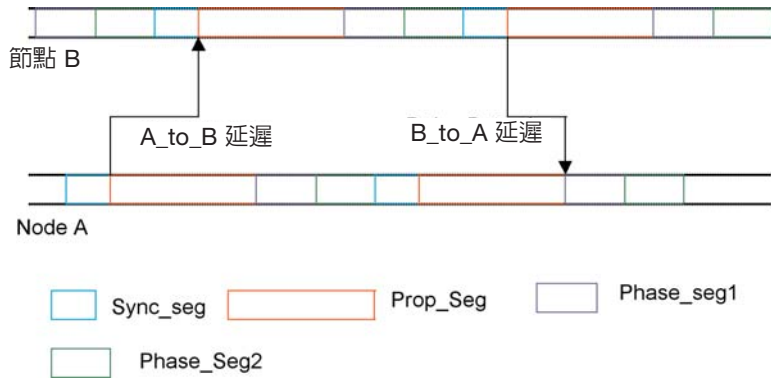 節點 B
A_to_B 延遲
B_to_A 延遲
Node A
Sync_seg
Prop_Seg
Phase_seg1
Phase_Seg2